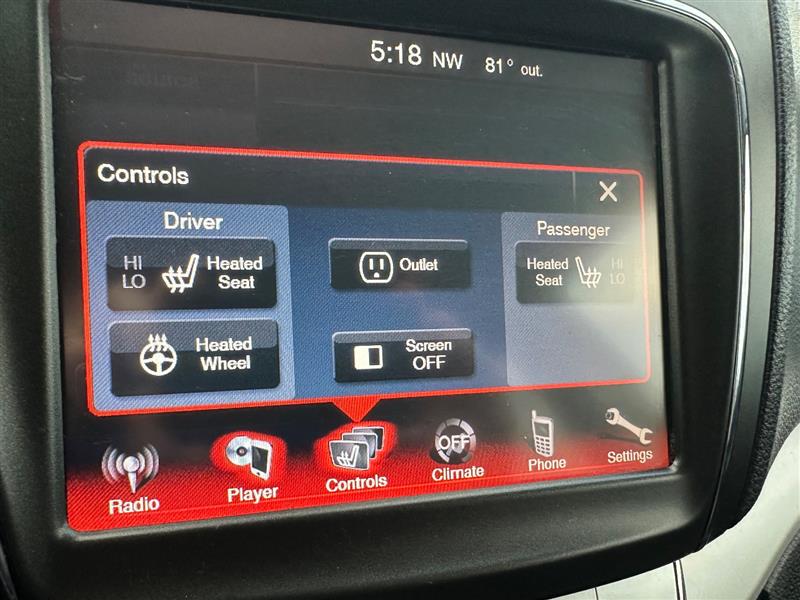 5:18 NW 81° out.
Source
Controls
Driver
Passenger
HI
LO
Heated
Seat
Outlet
Heated
Seat
HI
LO
Heated
Wheel
Screen
OFF
Radio
Player
Controls
OFF
Climate
Phone
Settings